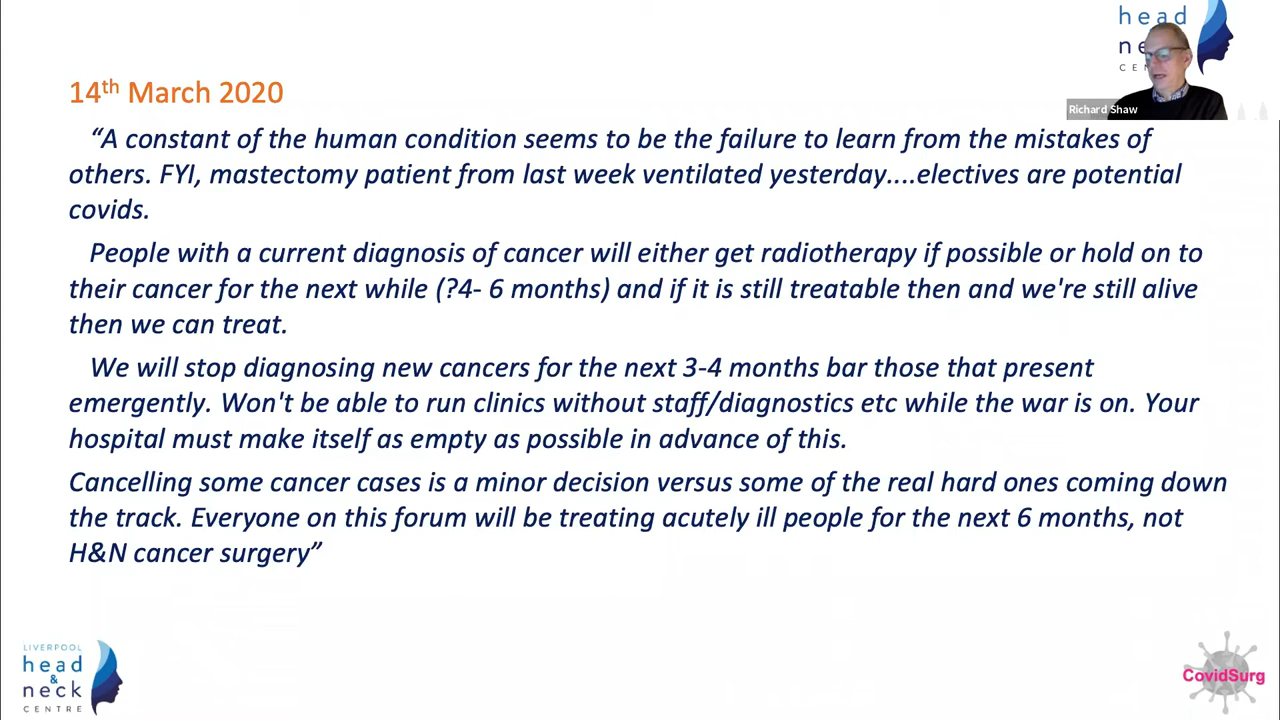 head
ne
CEN
Richard Shaw
14th March 2020
“A constant of the human condition seems to be the failure to learn from the mistakes of
others. FYI, mastectomy patient from last week ventilated yesterday....electives are potential
covids.
People with a current diagnosis of cancer will either get radiotherapy if possible or hold on to
their cancer for the next while (?4- 6 months) and if it is still treatable then and we're still alive
then we can treat.
We will stop diagnosing new cancers for the next 3-4 months bar those that present
emergently. Won't be able to run clinics without staff/diagnostics etc while the war is on. Your
hospital must make itself as empty as possible in advance of this.
Cancelling some cancer cases is a minor decision versus some of the real hard ones coming down
the track. Everyone on this forum will be treating acutely ill people for the next 6 months, not
H&N cancer surgery”
LIVERPOOL
head
&
neck
CENTRE
CovidSurg